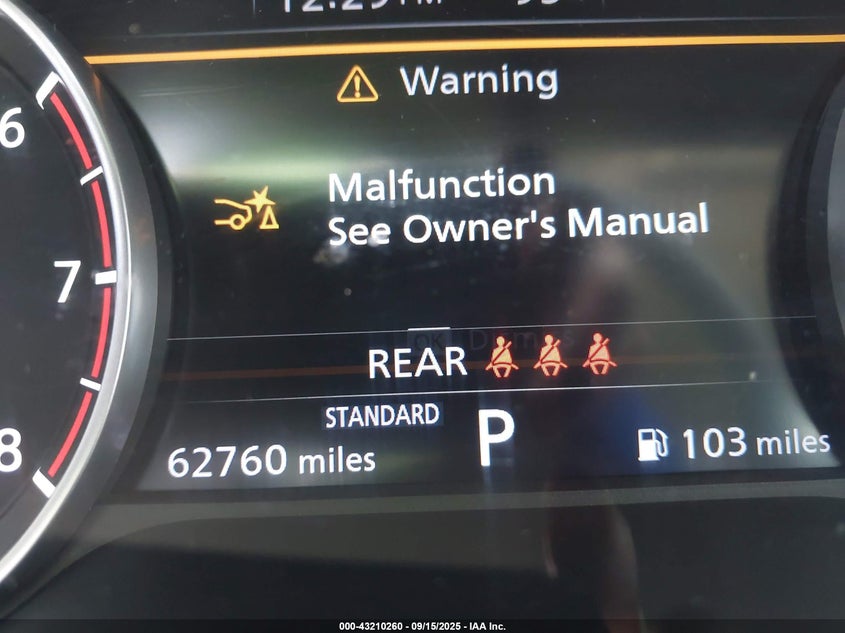 Warning
Malfunction
See Owner's Manual
REAR
STANDARD
P
62760 miles
103 miles
6
7
8
000-43210260 - 09/15/2025 - IAA Inc.